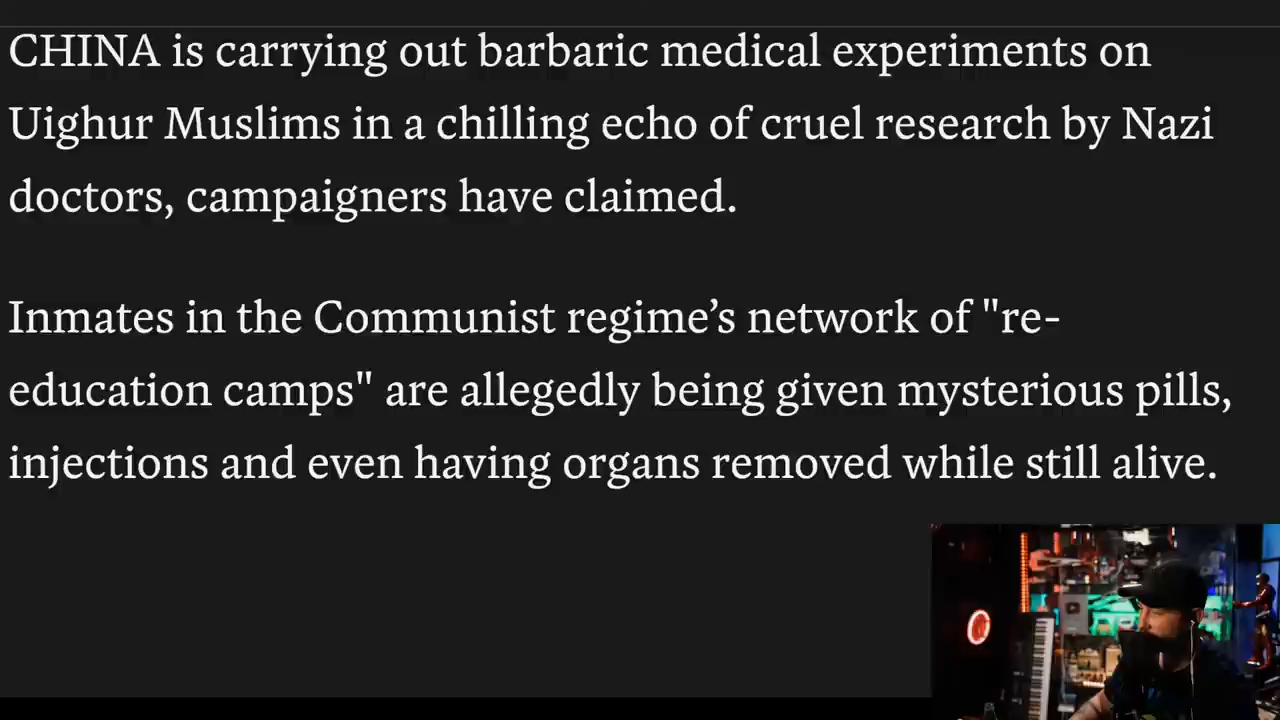 CHINA is carrying out barbaric medical experiments on
Uighur Muslims in a chilling echo of cruel research by Nazi
doctors, campaigners have claimed.
Inmates in the Communist regime’s network of "re-
education camps" are allegedly being given mysterious pills,
injections and even having organs removed while still alive.